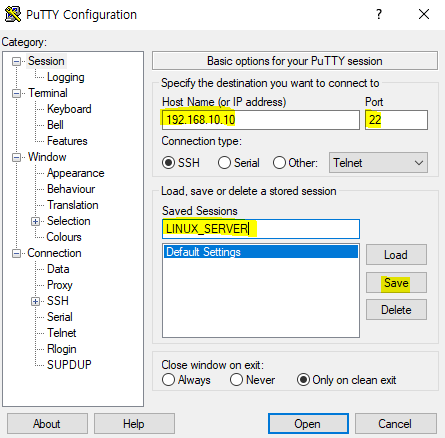 PuTTY Configuration
?
×
Category:
Session
Logging
Terminal
Keyboard
Bell
Features
Window
Appearance
Behaviour
Translation
Selection
Colours
Connection
Data
Proxy
SSH
Serial
Telnet
Rlogin
SUPDUP
Basic options for your PuTTY session
Specify the destination you want to connect to
Host Name (or IP address)
Port
192.168.10.10
22
Connection type:
SSH
Serial
Other:
Telnet
Load, save or delete a stored session
Saved Sessions
LINUX_SERVER
Default Settings
Load
Save
Delete
Close window on exit:
Always
Never
Only on clean exit
About
Help
Open
Cancel